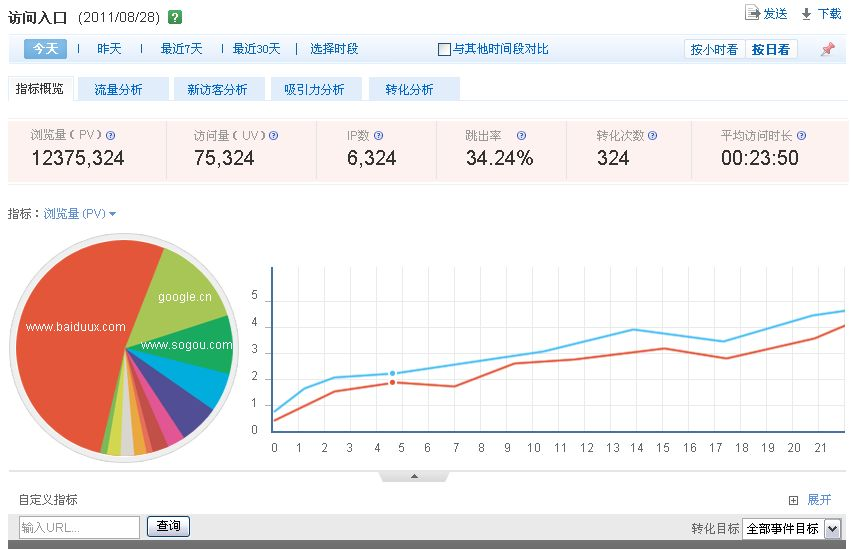 访问入口 (2011/08/28) ? 发送 下载
今天 | 昨天 | 最近7天 | 最近30天 | 选择时段 与其他时间段对比 按小时看 按日看
指标概览 流量分析 新访客分析 吸引力分析 转化分析
浏览量（PV）? 访问量（UV）? IP数 ? 跳出率 ? 转化次数 ? 平均访问时长 ?
12375,324 75,324 6,324 34.24% 324 00:23:50
指标：浏览量 (PV)
google.cn
www.baiduux.com
www.sogou.com
5
4
3
2
1
0
0 1 2 3 4 5 6 7 8 9 10 11 12 13 14 15 16 17 18 19 20 21
自定义指标 展开
输入URL... 查询 转化目标 全部事件目标